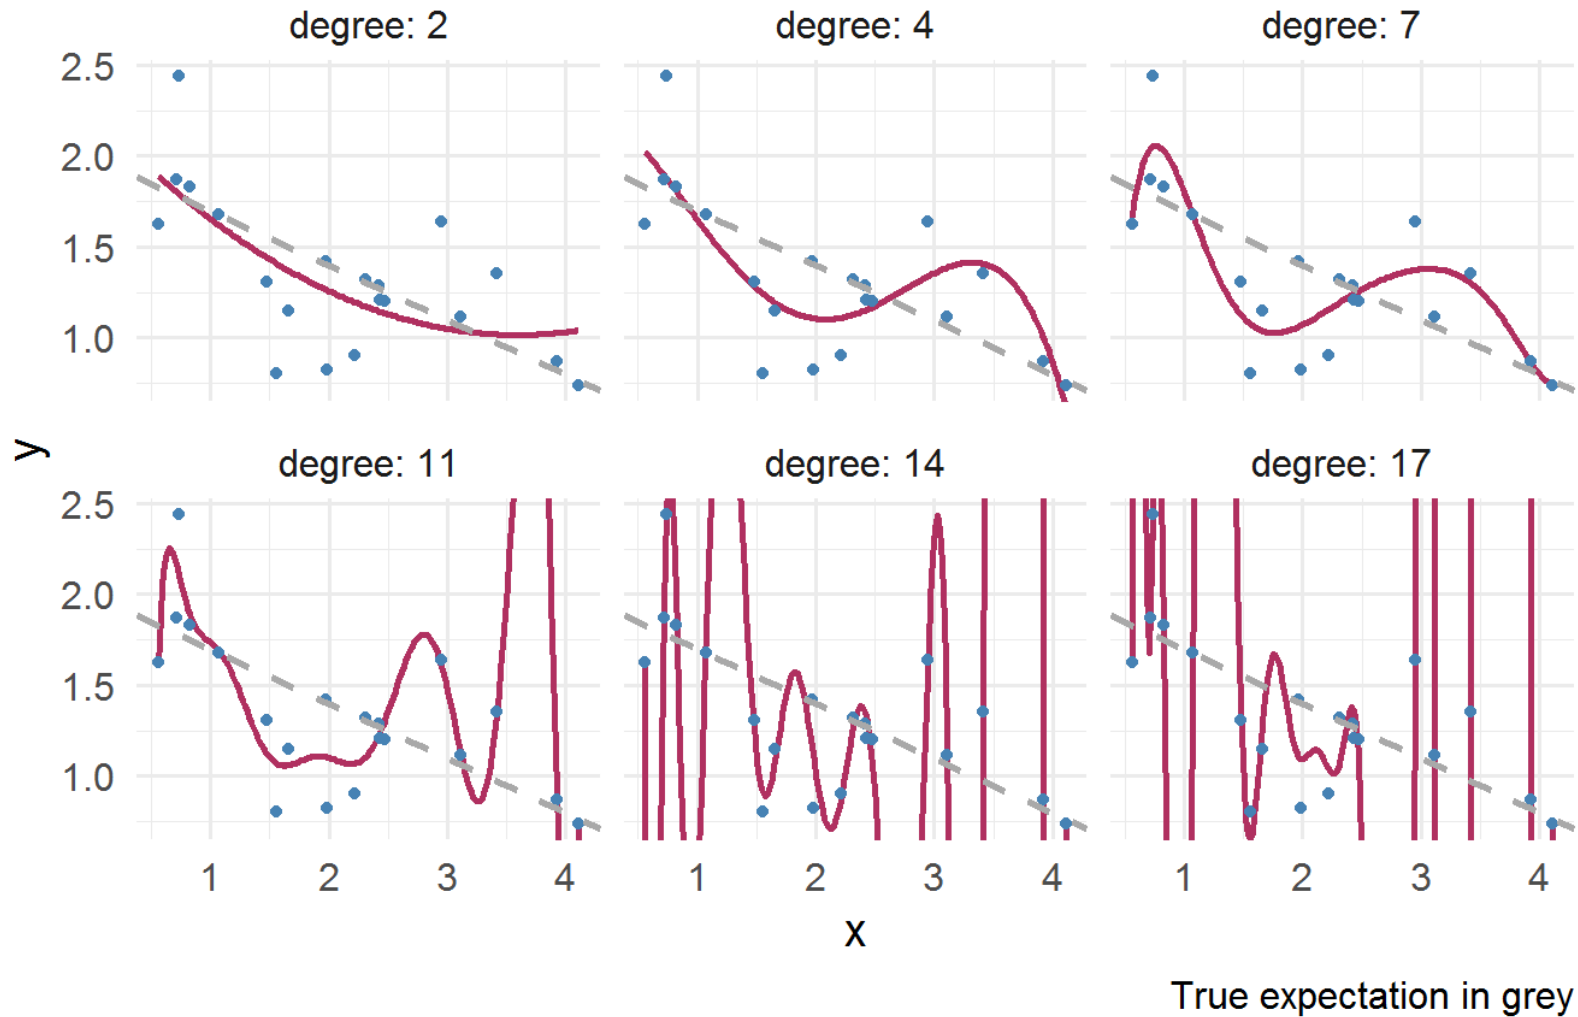 degree: 2
degree: 4
degree: 7
2.5
2.0
1.5
1.0
y
degree: 11
degree: 14
degree: 17
2.5
2.0
1.5
1.0
1 2 3 4
1 2 3 4
1 2 3 4
x
True expectation in grey